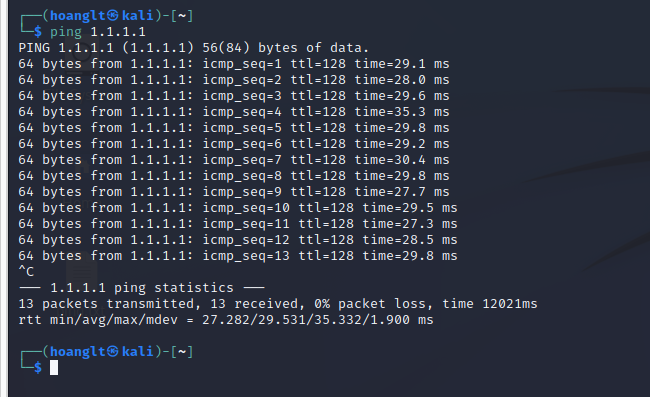 ┌──(hoanglt㉿kali)-[~]
└─$ ping 1.1.1.1
PING 1.1.1.1 (1.1.1.1) 56(84) bytes of data.
64 bytes from 1.1.1.1: icmp_seq=1 ttl=128 time=29.1 ms
64 bytes from 1.1.1.1: icmp_seq=2 ttl=128 time=28.0 ms
64 bytes from 1.1.1.1: icmp_seq=3 ttl=128 time=29.6 ms
64 bytes from 1.1.1.1: icmp_seq=4 ttl=128 time=35.3 ms
64 bytes from 1.1.1.1: icmp_seq=5 ttl=128 time=29.8 ms
64 bytes from 1.1.1.1: icmp_seq=6 ttl=128 time=29.2 ms
64 bytes from 1.1.1.1: icmp_seq=7 ttl=128 time=30.4 ms
64 bytes from 1.1.1.1: icmp_seq=8 ttl=128 time=29.8 ms
64 bytes from 1.1.1.1: icmp_seq=9 ttl=128 time=27.7 ms
64 bytes from 1.1.1.1: icmp_seq=10 ttl=128 time=29.5 ms
64 bytes from 1.1.1.1: icmp_seq=11 ttl=128 time=27.3 ms
64 bytes from 1.1.1.1: icmp_seq=12 ttl=128 time=28.5 ms
64 bytes from 1.1.1.1: icmp_seq=13 ttl=128 time=29.8 ms
^C
--- 1.1.1.1 ping statistics ---
13 packets transmitted, 13 received, 0% packet loss, time 12021ms
rtt min/avg/max/mdev = 27.282/29.531/35.332/1.900 ms
┌──(hoanglt㉿kali)-[~]
└─$